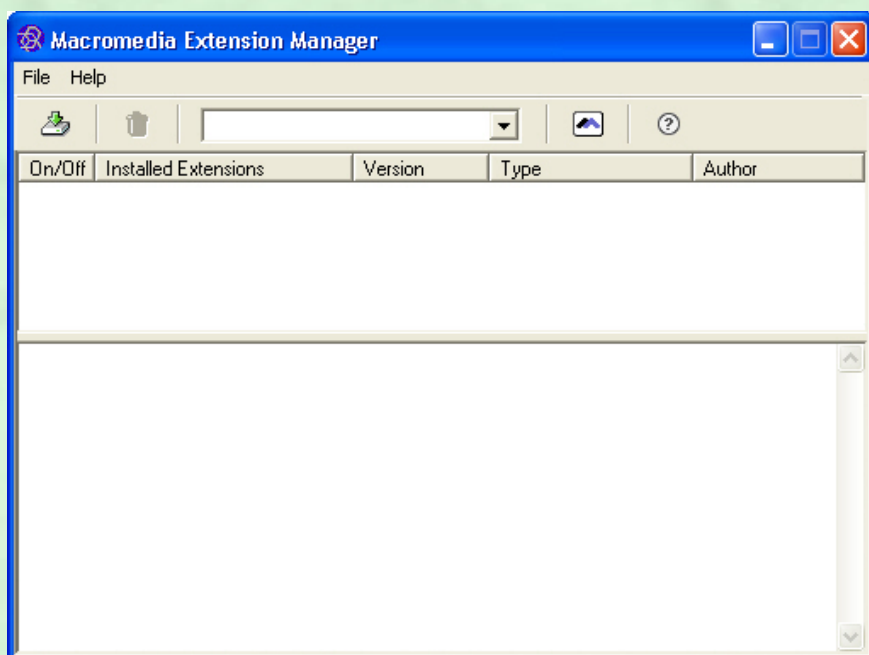 Macromedia Extension Manager
File Help
On/Off Installed Extensions Version Type Author